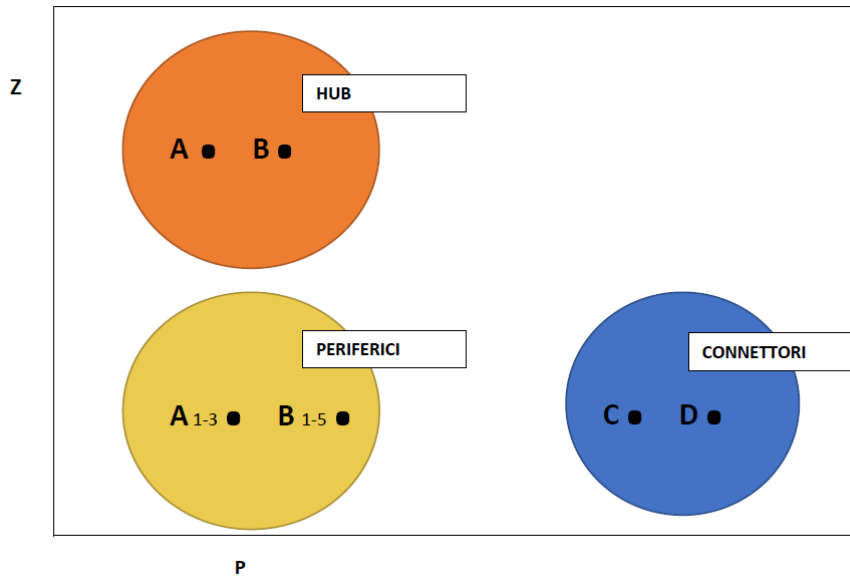 Z
HUB
A B
PERIFERICI
CONNETTORI
A 1-3 B 1-5
C D
P